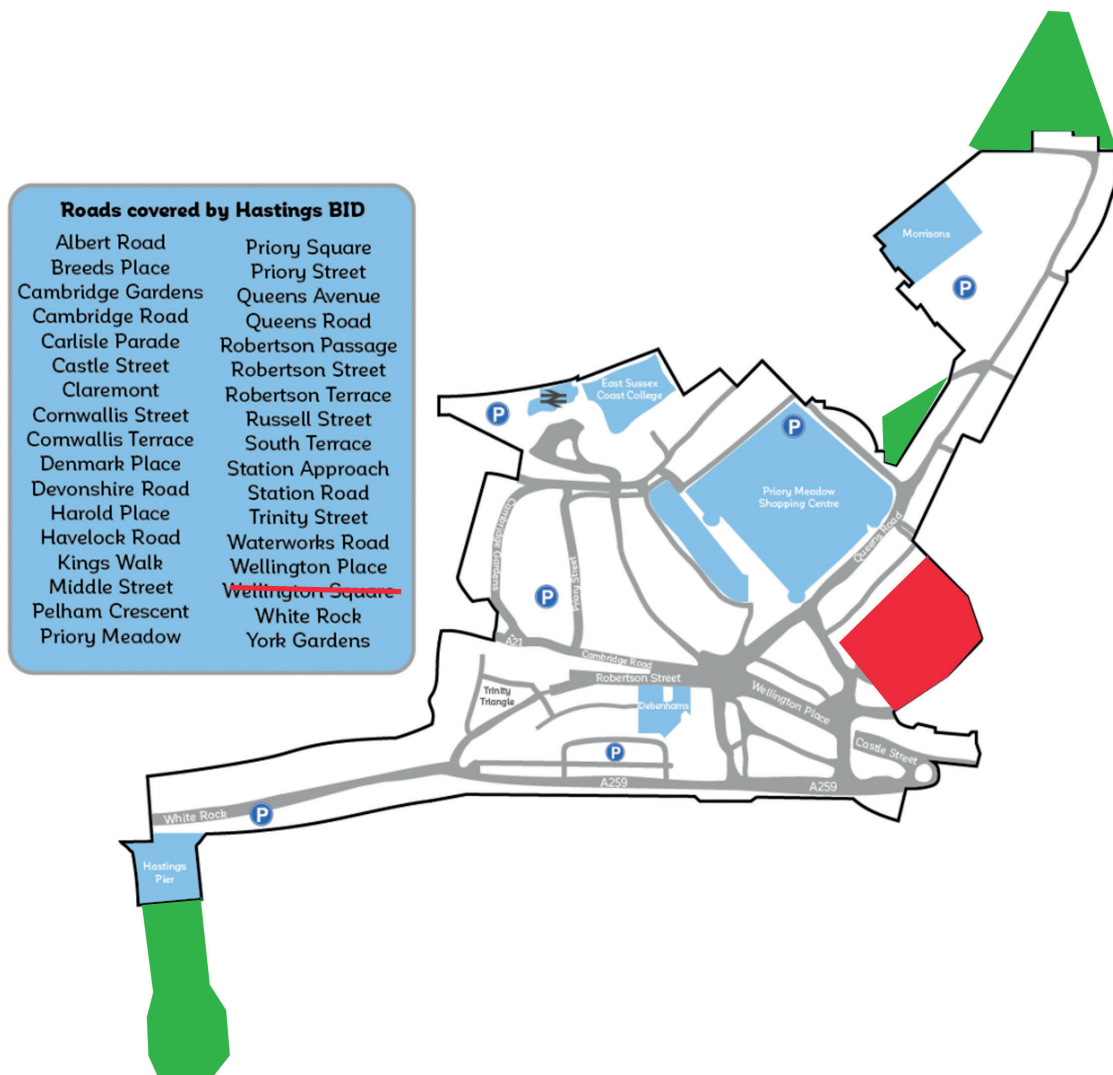 Roads covered by Hastings BID
Albert Road
Breeds Place
Cambridge Gardens
Cambridge Road
Carlisle Parade
Castle Street
Claremont
Cornwallis Street
Cornwallis Terrace
Denmark Place
Devonshire Road
Harold Place
Havelock Road
Kings Walk
Middle Street
Pelham Crescent
Priory Meadow
Priory Square
Priory Street
Queens Avenue
Queens Road
Robertson Passage
Robertson Street
Robertson Terrace
Russell Street
South Terrace
Station Approach
Station Road
Trinity Street
Waterworks Road
Wellington Place
Wellington Square
White Rock
York Gardens
Morrisons
P
East Sussex
Coast College
P
P
Priory Meadow
Shopping Centre
Cambridge Gardens
Priory Street
Queens Road
P
A21
Cambridge Road
Robertson Street
Trinity
Triangle
Debenhams
Wellington Place
Castle Street
P
A259
A259
White Rock
P
Hastings
Pier